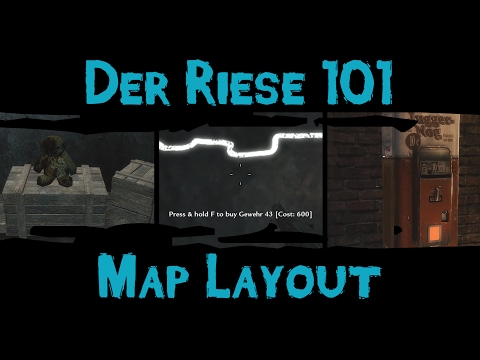 Der Riese 101
Press & hold F to buy Gewehr 43 [Cost: 600]
Map Layout